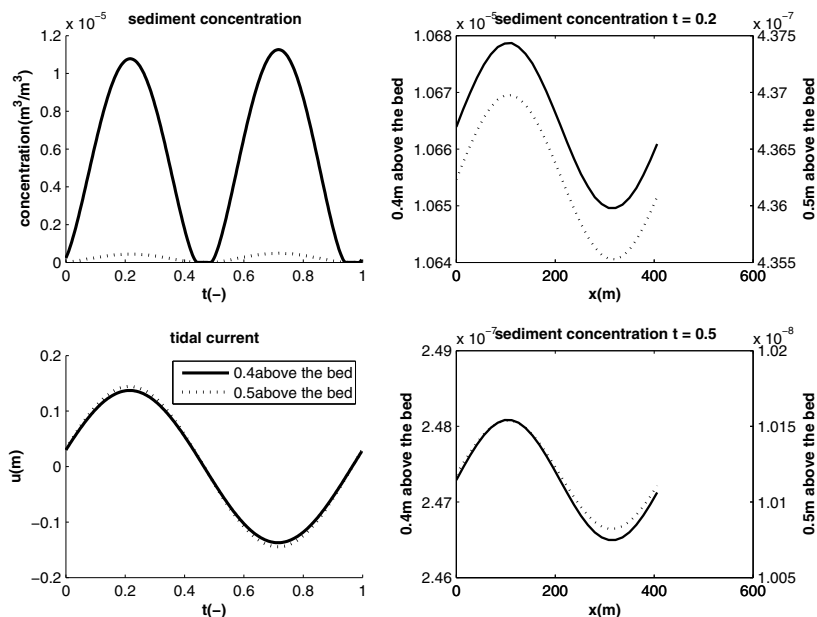 sediment concentration
x 10⁻⁵
1.2
1
0.8
0.6
0.4
0.2
0
concentration(m³/m³)
0 0.2 0.4 0.6 0.8 1
t(−)
sediment concentration t = 0.2
x 10⁻⁵
x 10⁻⁷
1.068
1.067
1.066
1.065
1.064
0.4m above the bed
4.375
4.37
4.365
4.36
4.355
0.5m above the bed
0 200 400 600
x(m)
tidal current
0.2
0.1
0
−0.1
−0.2
u(m)
0.4above the bed
0.5above the bed
0 0.2 0.4 0.6 0.8 1
t(−)
sediment concentration t = 0.5
x 10⁻⁷
x 10⁻⁸
2.49
2.48
2.47
2.46
0.4m above the bed
1.02
1.015
1.01
1.005
0.5m above the bed
0 200 400 600
x(m)